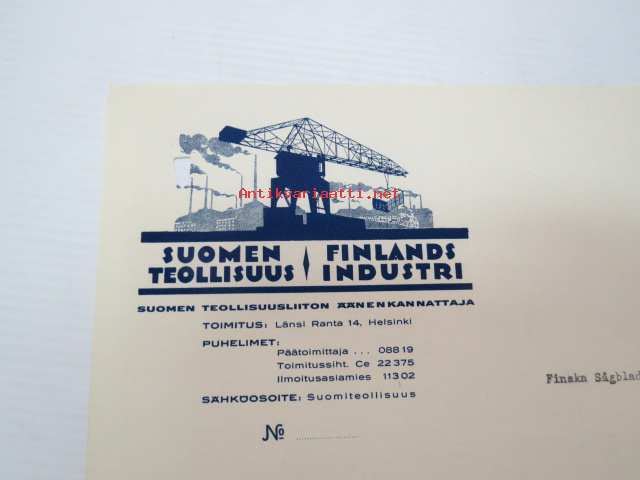 Antiksariaatti.net
SUOMEN TEOLLISUUS
FINLANDS INDUSTRI
SUOMEN TEOLLISUUSLIITON ÄÄNENKANNATTAJA
TOIMITUS: Länsi Ranta 14, Helsinki
PUHELIMET:
Päätoimittaja ... 08819
Toimitussiht. Ce 22375
Ilmoitusasiamies 11302
SÄHKÖOSOITE: Suomiteollisuus
No
Finska Sågblad